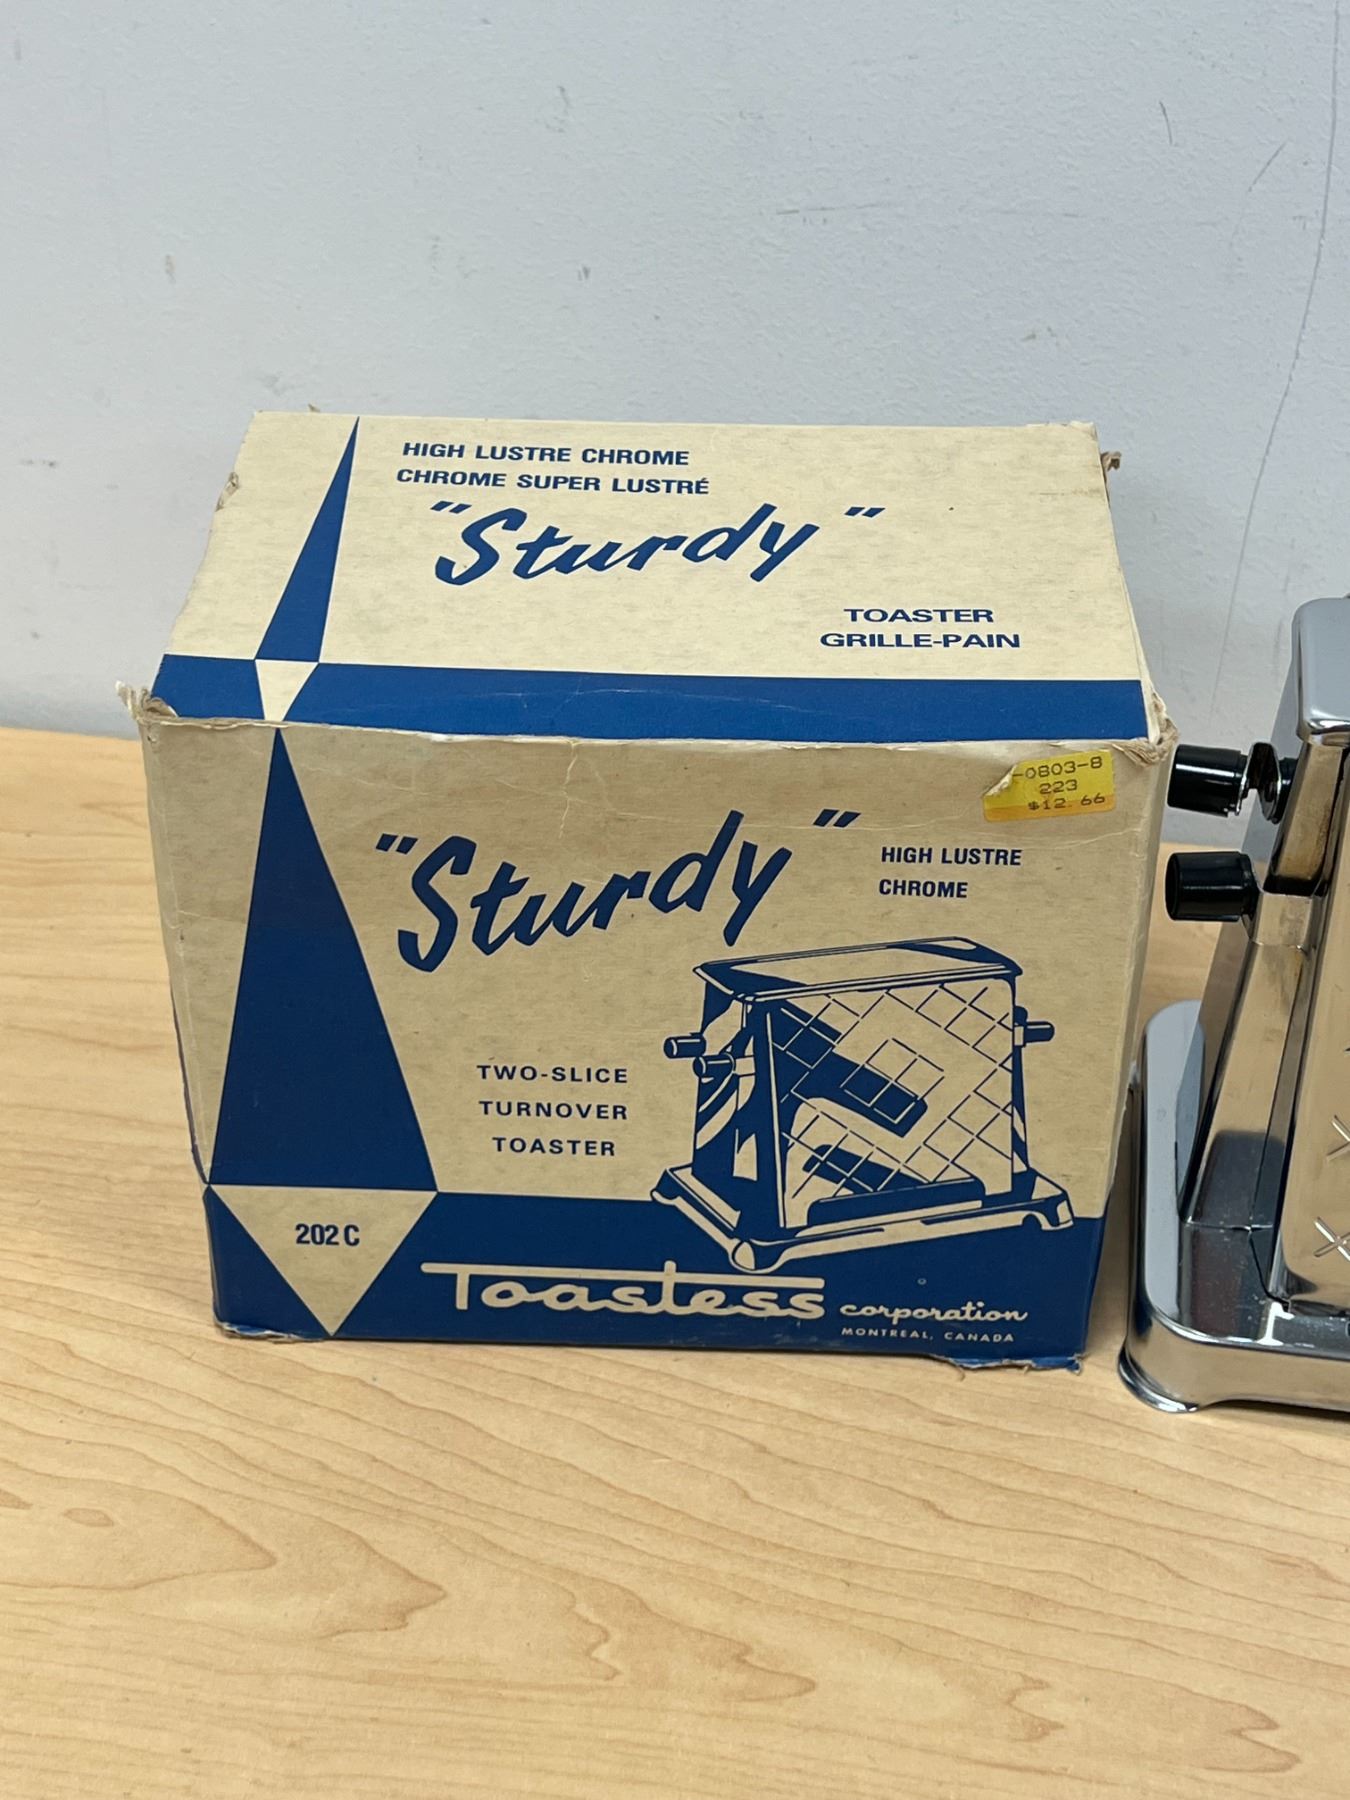 HIGH LUSTRE CHROME
CHROME SUPER LUSTRÉ
"Sturdy"
TOASTER
GRILLE-PAIN
-0803-8
223
$12.66
"Sturdy"
HIGH LUSTRE
CHROME
TWO-SLICE
TURNOVER
TOASTER
202 C
Toastess corporation
MONTREAL, CANADA